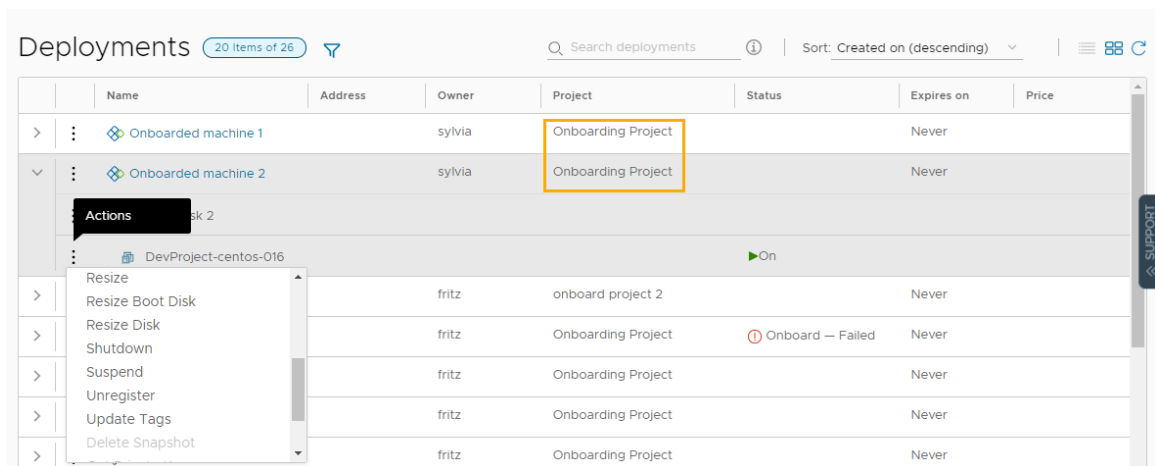 Deployments 20 Items of 26 Search deployments Sort: Created on (descending)
Name Address Owner Project Status Expires on Price
Onboarded machine 1 sylvia Onboarding Project Never
Onboarded machine 2 sylvia Onboarding Project Never
Actions sk 2
DevProject-centos-016 On
Resize
fritz onboard project 2 Never
Resize Boot Disk
Resize Disk
fritz Onboarding Project Onboard — Failed Never
Shutdown
Suspend
fritz Onboarding Project Never
Unregister
fritz Onboarding Project Never
Update Tags
Delete Snapshot
fritz Onboarding Project Never
SUPPORT